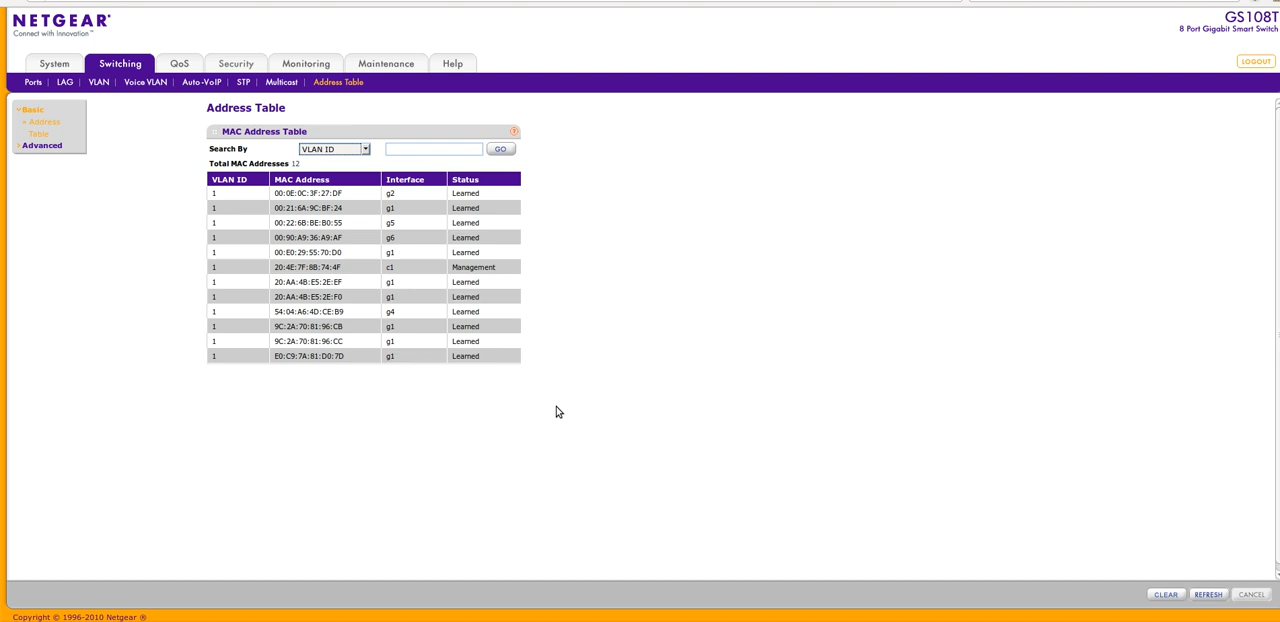 NETGEAR®
Connect with Innovation™
GS108T
8 Port Gigabit Smart Switch
System Switching QoS Security Monitoring Maintenance Help
LOGOUT
Ports | LAG | VLAN | Voice VLAN | Auto-VoIP | STP | Multicast | Address Table
Basic
Address
Table
Advanced
Address Table
MAC Address Table ?
Search By VLAN ID GO
Total MAC Addresses 12
VLAN ID MAC Address Interface Status
1 00:0E:0C:3F:27:DF g2 Learned
1 00:21:6A:9C:BF:24 g1 Learned
1 00:22:6B:BE:B0:55 g5 Learned
1 00:90:A9:36:A9:AF g6 Learned
1 00:E0:29:55:70:D0 g1 Learned
1 20:4E:7F:8B:74:4F c1 Management
1 20:AA:4B:E5:2E:EF g1 Learned
1 20:AA:4B:E5:2E:F0 g1 Learned
1 54:04:A6:4D:CE:B9 g4 Learned
1 9C:2A:70:81:96:CB g1 Learned
1 9C:2A:70:81:96:CC g1 Learned
1 E0:C9:7A:81:D0:7D g1 Learned
CLEAR REFRESH CANCEL
Copyright © 1996-2010 Netgear ®